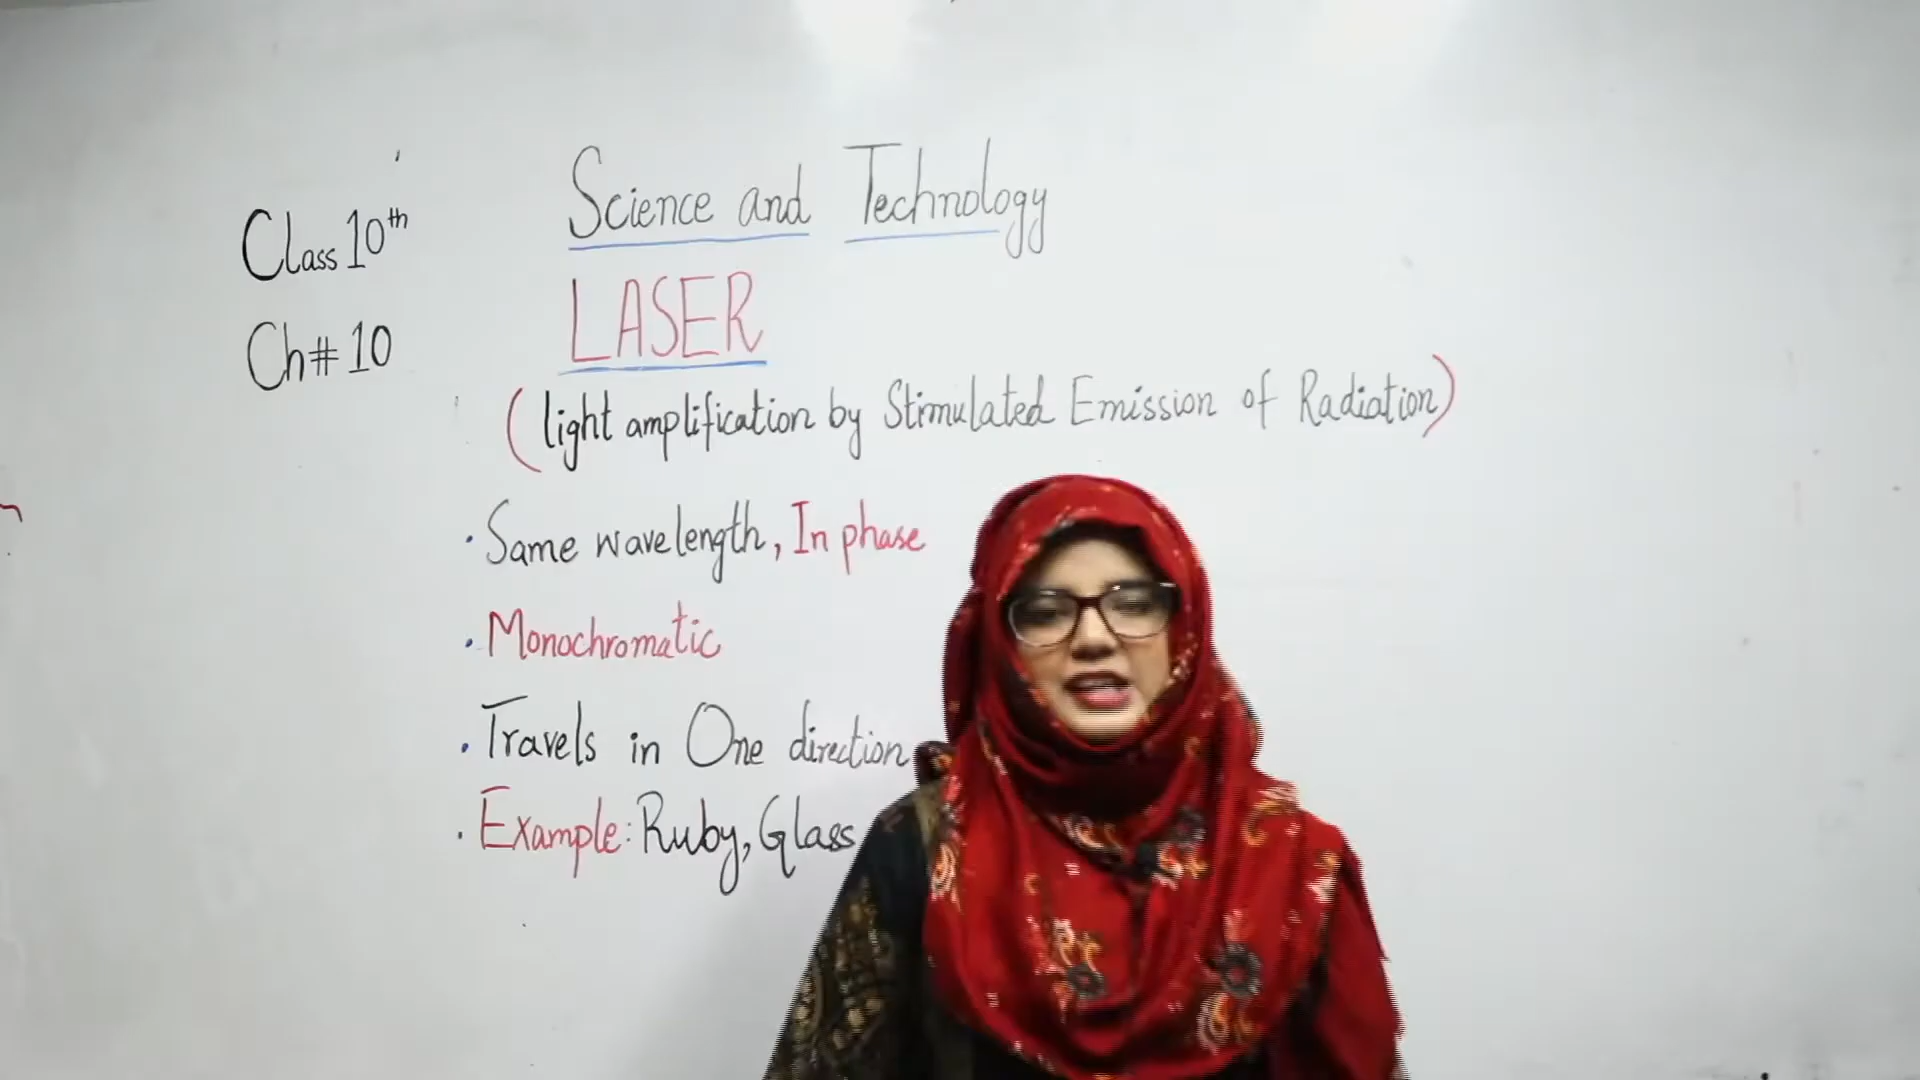 Science and Technology
Class 10th
LASER
Ch# 10
(light amplification by Stimulated Emission of Radiation)
• Same wavelength, In phase
• Monochromatic
• Travels in One direction
• Example: Ruby, Glass